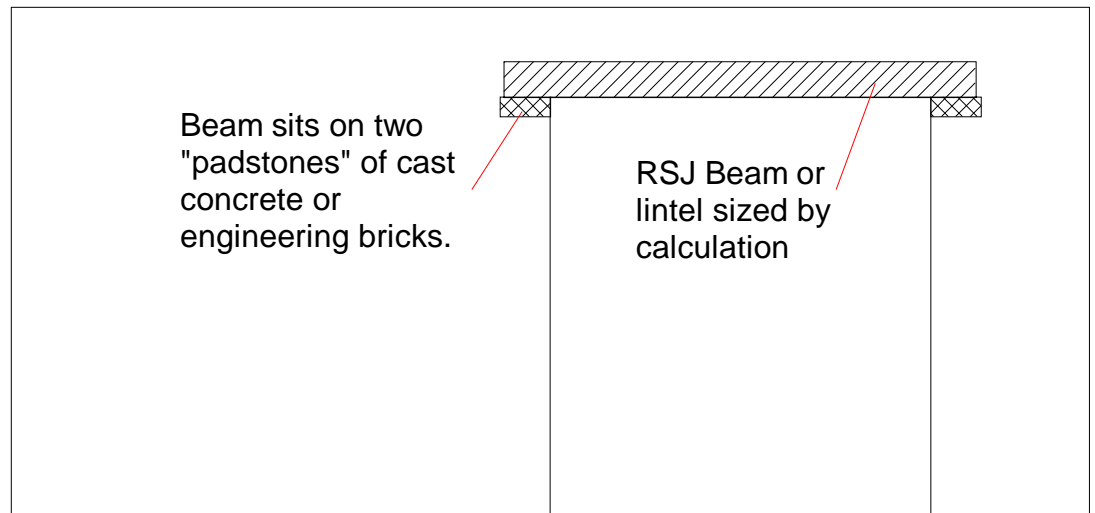 Beam sits on two
"padstones" of cast
concrete or
engineering bricks.
RSJ Beam or
lintel sized by
calculation